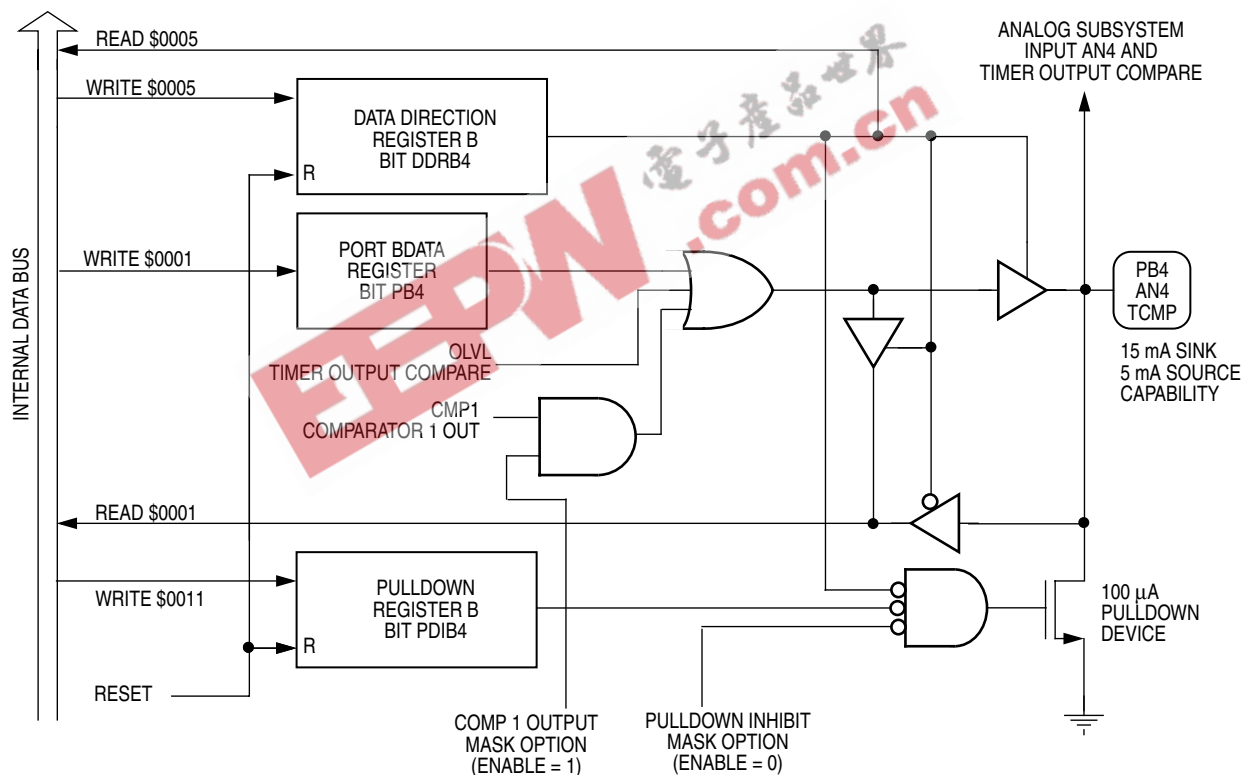 READ $0005
WRITE $0005
DATA DIRECTION
REGISTER B
BIT DDRB4
R
ANALOG SUBSYSTEM
INPUT AN4 AND
TIMER OUTPUT COMPARE
電子產品世界
.com.cn
EEPW
INTERNAL DATA BUS
WRITE $0001
PORT BDATA
REGISTER
BIT PB4
PB4
AN4
TCMP
15 mA SINK
5 mA SOURCE
CAPABILITY
OLVL
TIMER OUTPUT COMPARE
CMP1
COMPARATOR 1 OUT
READ $0001
WRITE $0011
PULLDOWN
REGISTER B
BIT PDIB4
R
100 μA
PULLDOWN
DEVICE
RESET
COMP 1 OUTPUT
MASK OPTION
(ENABLE = 1)
PULLDOWN INHIBIT
MASK OPTION
(ENABLE = 0)